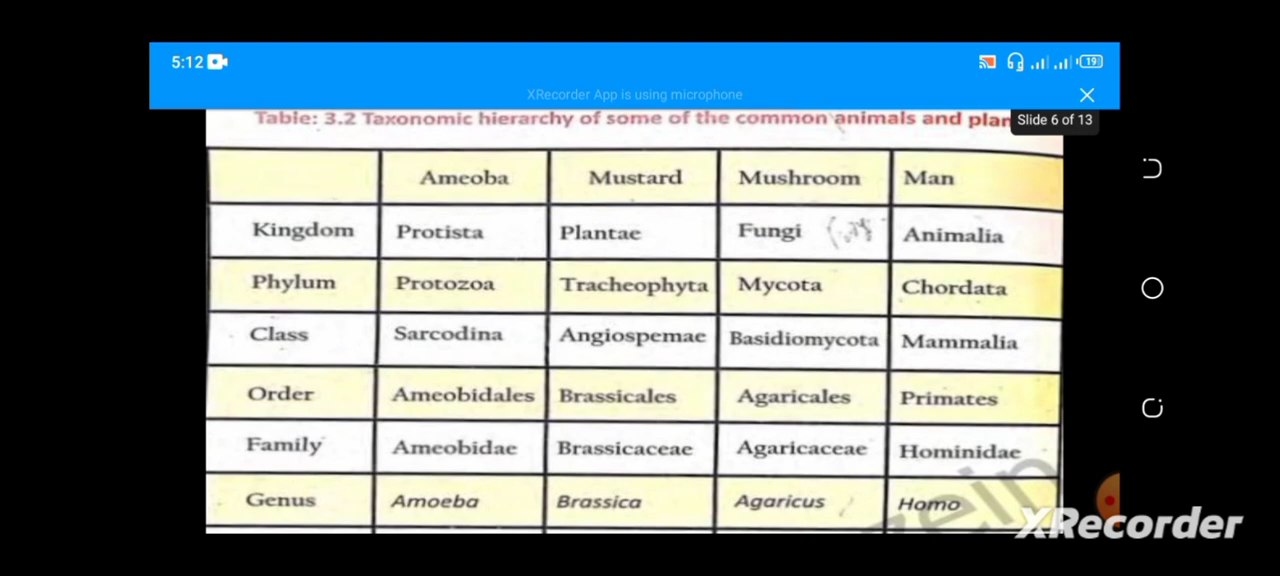 5:12
19
XRecorder App is using microphone
Table: 3.2 Taxonomic hierarchy of some of the common animals and plan
Slide 6 of 13
Ameoba Mustard Mushroom Man
Kingdom Protista Plantae Fungi Animalia
Phylum Protozoa Tracheophyta Mycota Chordata
Class Sarcodina Angiospemae Basidiomycota Mammalia
Order Ameobidales Brassicales Agaricales Primates
Family Ameobidae Brassicaceae Agaricaceae Hominidae
Genus Amoeba Brassica Agaricus Homo
zein
XRecorder